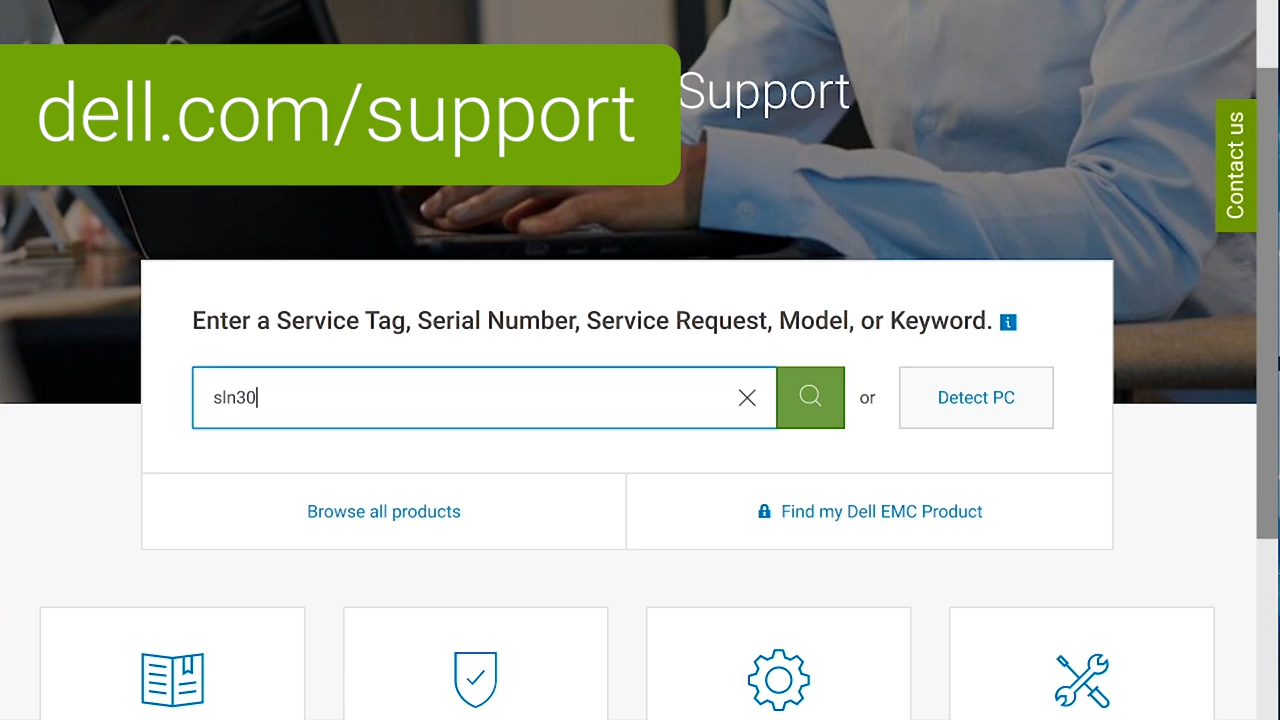 dell.com/support
Support
Contact us
Enter a Service Tag, Serial Number, Service Request, Model, or Keyword.
sln30
or
Detect PC
Browse all products
Find my Dell EMC Product